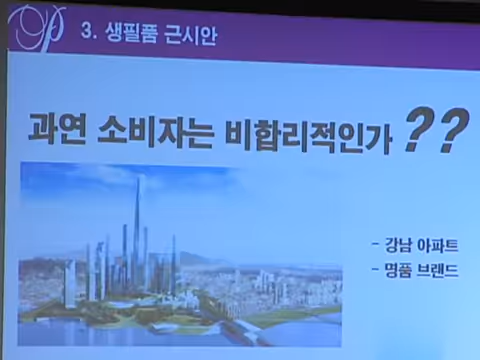 3. 생필품 근시안
과연 소비자는 비합리적인가 ??
- 강남 아파트
- 명품 브랜드